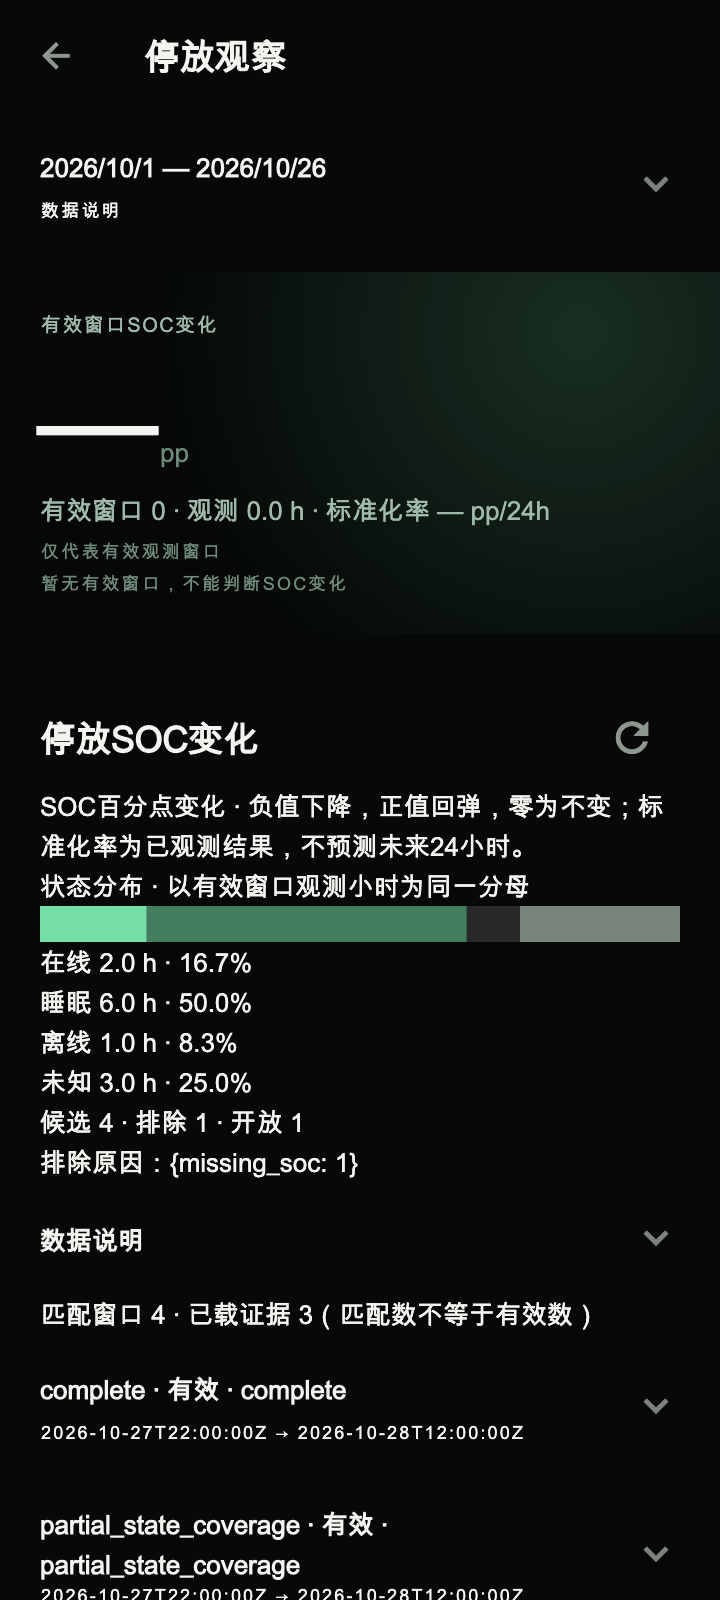 停放观察
2026/10/1 — 2026/10/26
数据说明
有效窗口SOC变化
— pp
有效窗口 0 · 观测 0.0 h · 标准化率 — pp/24h
仅代表有效观测窗口
暂无有效窗口，不能判断SOC变化
停放SOC变化
SOC百分点变化 · 负值下降，正值回弹，零为不变；标
准化率为已观测结果，不预测未来24小时。
状态分布 · 以有效窗口观测小时为同一分母
在线 2.0 h · 16.7%
睡眠 6.0 h · 50.0%
离线 1.0 h · 8.3%
未知 3.0 h · 25.0%
候选 4 · 排除 1 · 开放 1
排除原因：{missing_soc: 1}
数据说明
匹配窗口 4 · 已载证据 3（匹配数不等于有效数）
complete · 有效 · complete
2026-10-27T22:00:00Z → 2026-10-28T12:00:00Z
partial_state_coverage · 有效 ·
partial_state_coverage
2026-10-27T22:00:00Z → 2026-10-28T12:00:00Z